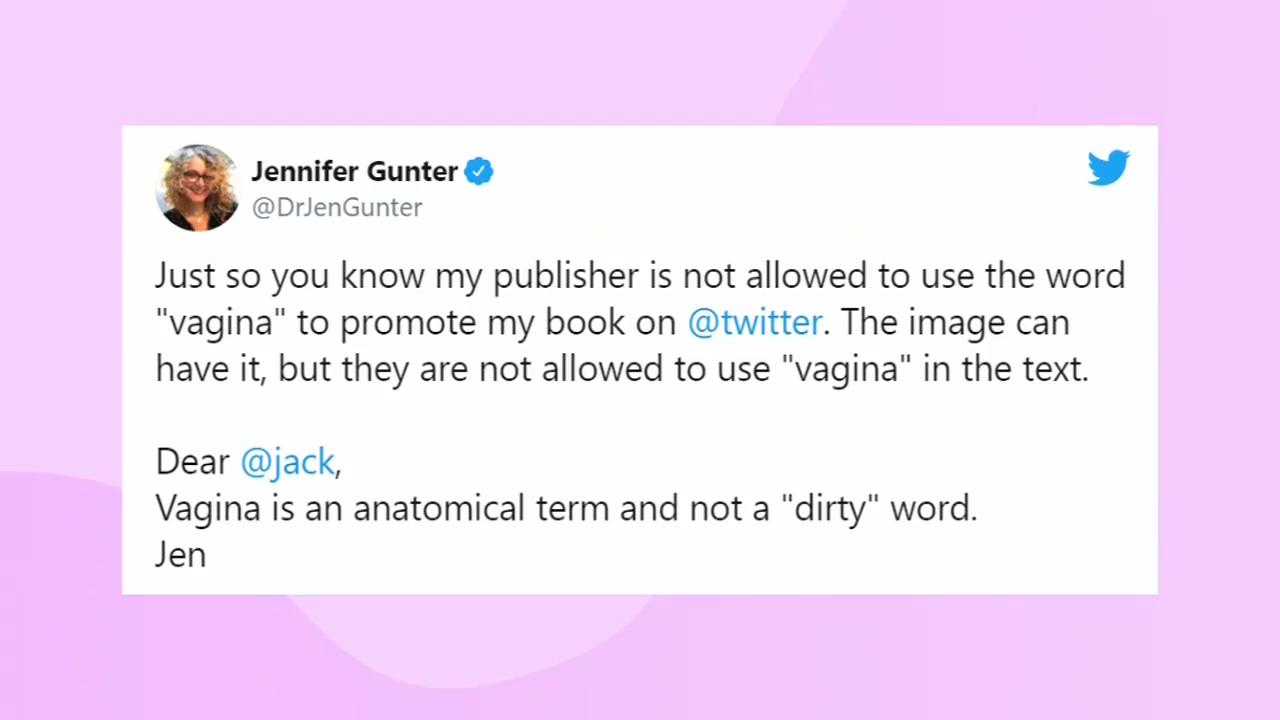 Jennifer Gunter
@DrJenGunter
Just so you know my publisher is not allowed to use the word
"vagina" to promote my book on @twitter. The image can
have it, but they are not allowed to use "vagina" in the text.
Dear @jack,
Vagina is an anatomical term and not a "dirty" word.
Jen